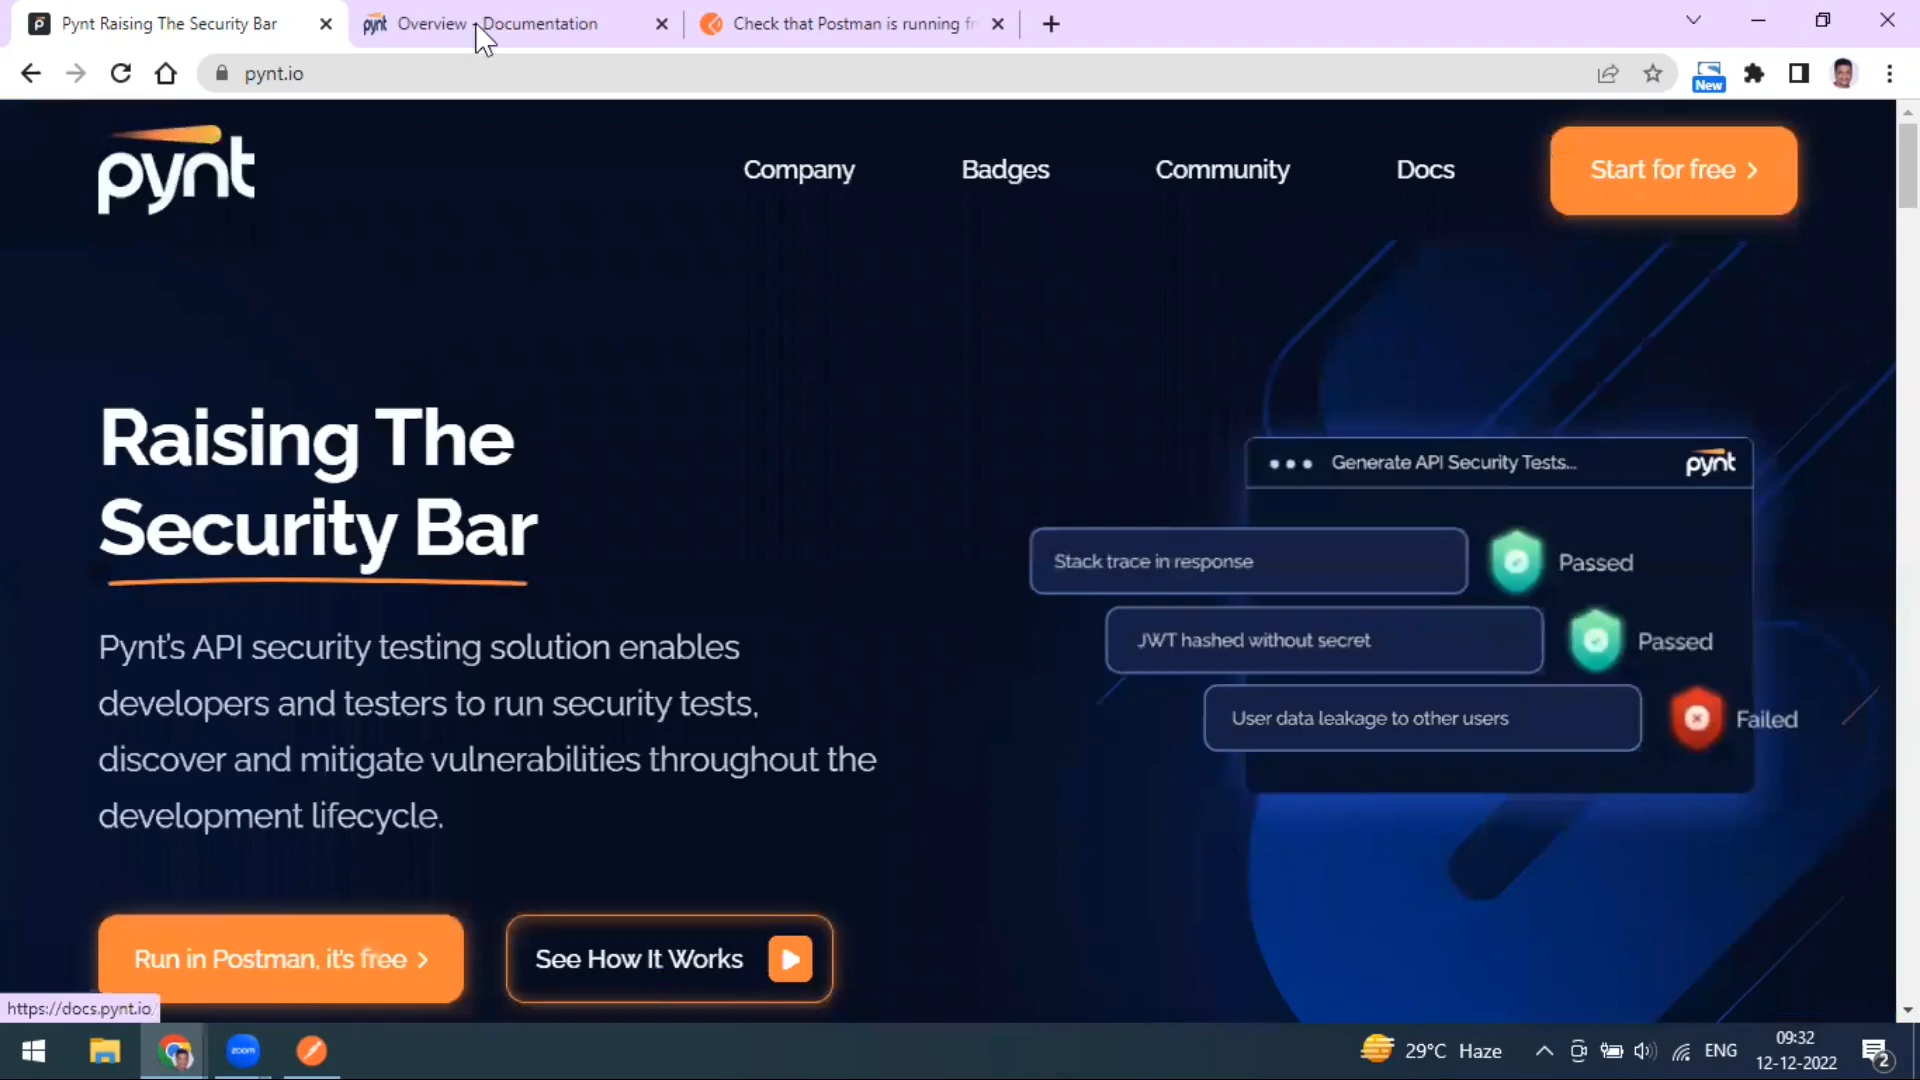 Pynt Raising The Security Bar
pynt Overview - Documentation
Check that Postman is running fr
pynt.io
New
pynt
Company
Badges
Community
Docs
Start for free >
Raising The
Security Bar
Pynt's API security testing solution enables
developers and testers to run security tests,
discover and mitigate vulnerabilities throughout the
development lifecycle.
Generate API Security Tests...
pynt
Stack trace in response
Passed
JWT hashed without secret
Passed
User data leakage to other users
Failed
Run in Postman, it's free >
See How It Works
https://docs.pynt.io/
zoom
29°C Haze
ENG
09:32
12-12-2022
2